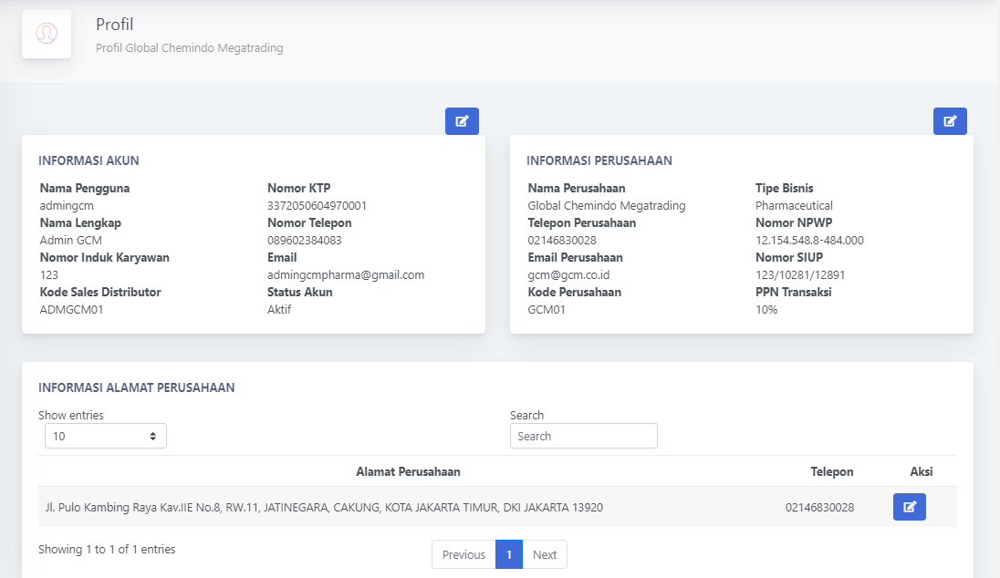 Profil
Profil Global Chemindo Megatrading
INFORMASI AKUN
Nama Pengguna
admingcm
Nama Lengkap
Admin GCM
Nomor Induk Karyawan
123
Kode Sales Distributor
ADMGCM01
Nomor KTP
3372050604970001
Nomor Telepon
089602384083
Email
admingcmpharma@gmail.com
Status Akun
Aktif
INFORMASI PERUSAHAAN
Nama Perusahaan
Global Chemindo Megatrading
Telepon Perusahaan
02146830028
Email Perusahaan
gcm@gcm.co.id
Kode Perusahaan
GCM01
Tipe Bisnis
Pharmaceutical
Nomor NPWP
12.154.548.8-484.000
Nomor SIUP
123/10281/12891
PPN Transaksi
10%
INFORMASI ALAMAT PERUSAHAAN
Show entries
10
Search
Search
Alamat Perusahaan Telepon Aksi
Jl. Pulo Kambing Raya Kav.IIE No.8, RW.11, JATINEGARA, CAKUNG, KOTA JAKARTA TIMUR, DKI JAKARTA 13920 02146830028
Showing 1 to 1 of 1 entries
Previous 1 Next